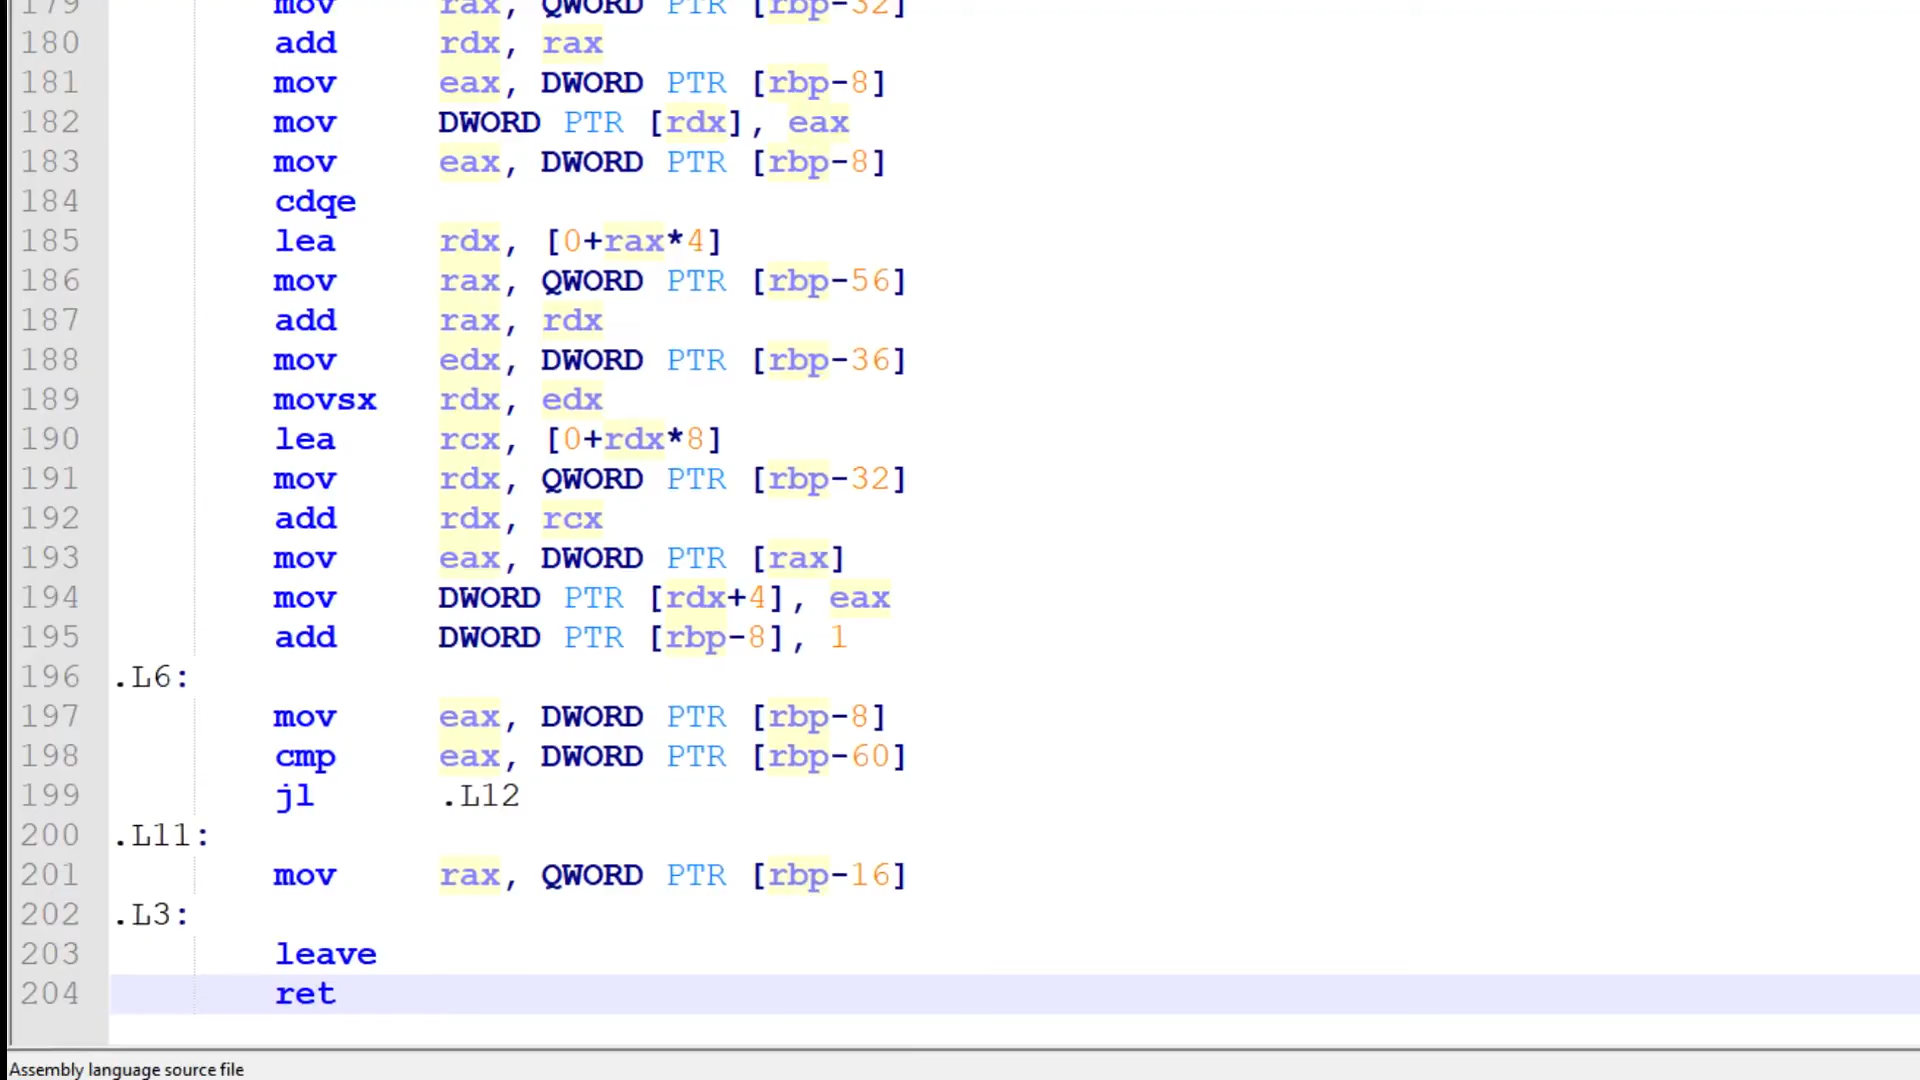 179 mov rax, QWORD PTR [rbp-32]
180 add rdx, rax
181 mov eax, DWORD PTR [rbp-8]
182 mov DWORD PTR [rdx], eax
183 mov eax, DWORD PTR [rbp-8]
184 cdqe
185 lea rdx, [0+rax*4]
186 mov rax, QWORD PTR [rbp-56]
187 add rax, rdx
188 mov edx, DWORD PTR [rbp-36]
189 movsx rdx, edx
190 lea rcx, [0+rdx*8]
191 mov rdx, QWORD PTR [rbp-32]
192 add rdx, rcx
193 mov eax, DWORD PTR [rax]
194 mov DWORD PTR [rdx+4], eax
195 add DWORD PTR [rbp-8], 1
196 .L6:
197 mov eax, DWORD PTR [rbp-8]
198 cmp eax, DWORD PTR [rbp-60]
199 jl .L12
200 .L11:
201 mov rax, QWORD PTR [rbp-16]
202 .L3:
203 leave
204 ret
Assembly language source file